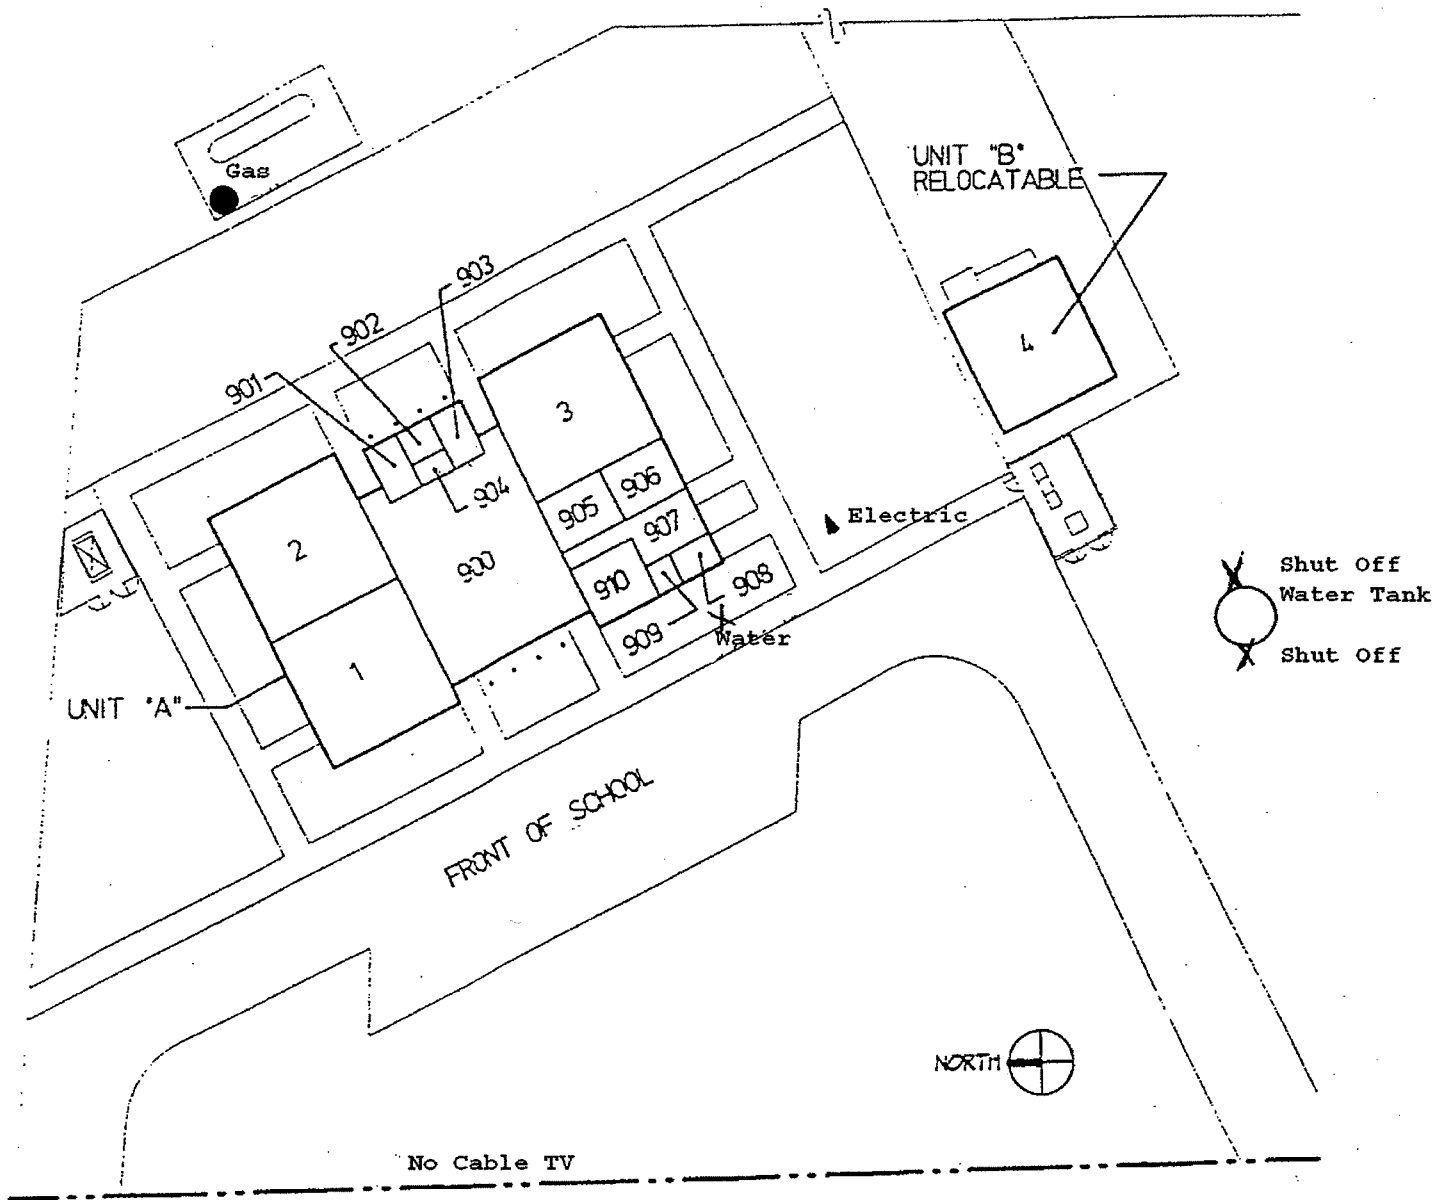 UNIT "B"
RELOCATABLE
Gas
903
902
901
4
3
904
906
905
Electric
907
2
900
910
908
Shut Off
Water Tank
909
Water
Shut Off
1
UNIT "A"
FRONT OF SCHOOL
NORTH
No Cable TV